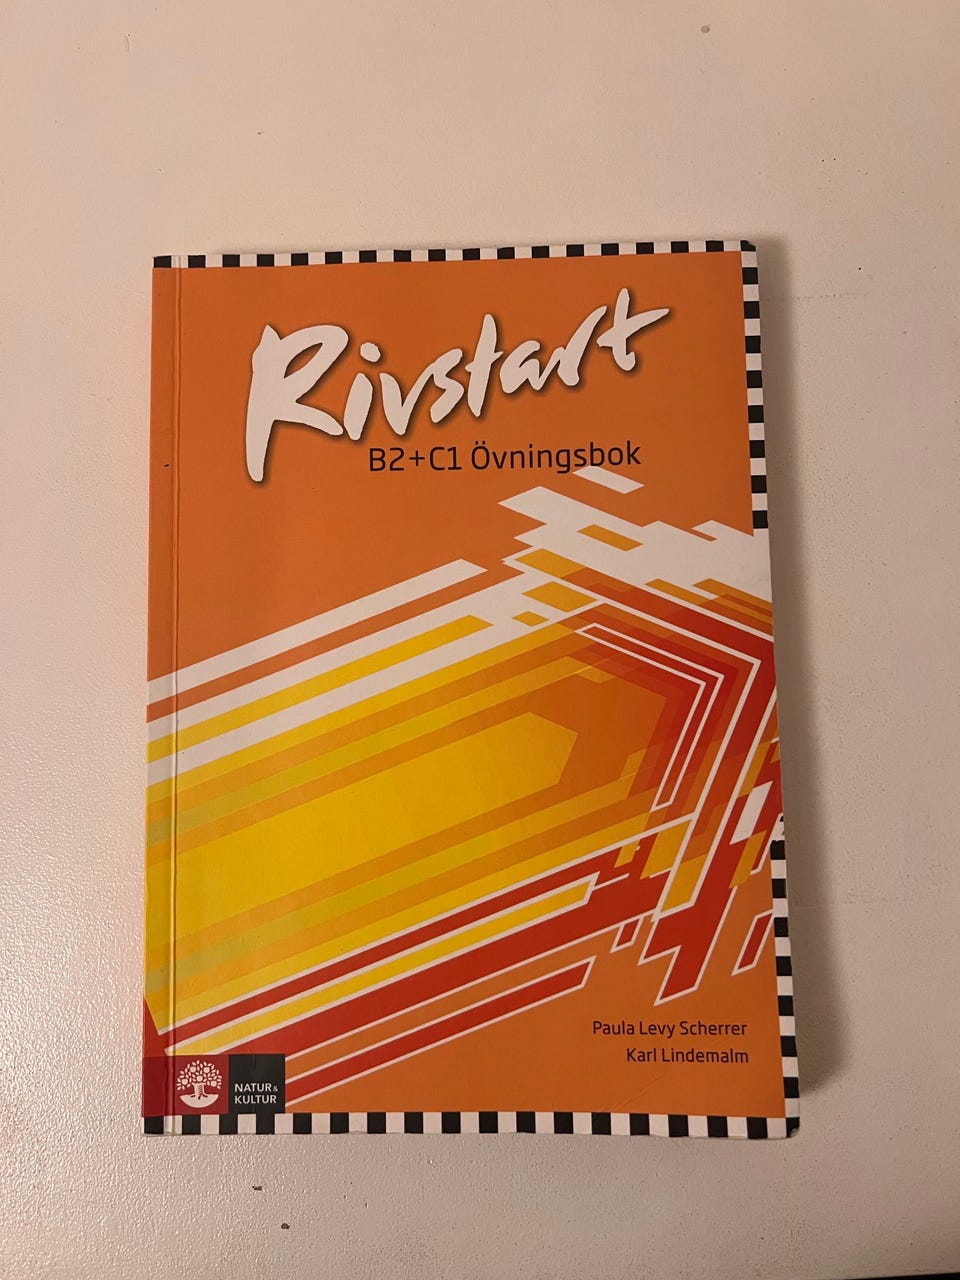 Rivstart
B2+C1 Övningsbok
Paula Levy Scherrer
Karl Lindemalm
NATUR &
KULTUR